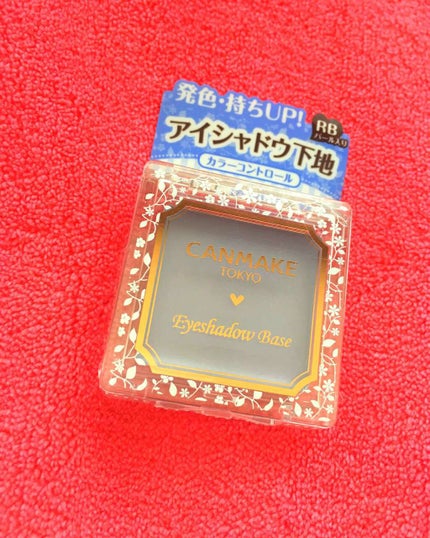 発色・持ちUP!
アイシャドウ下地
RB
パール入り
カラーコントロール
CANMAKE
TOKYO
Eyeshadow Base